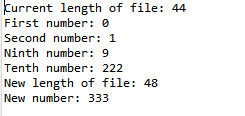 Current length of file: 44
First number: 0
Second number: 1
Ninth number: 9
Tenth number: 222
New length of file: 48
New number: 333